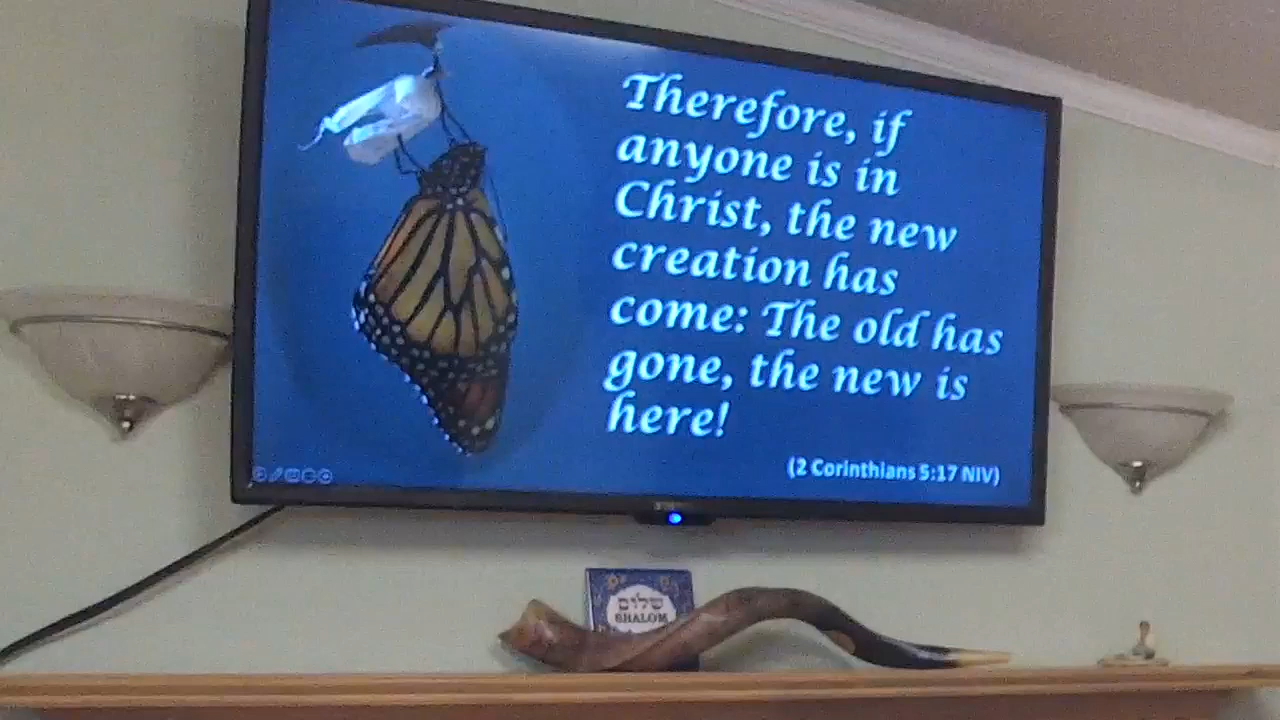 Therefore, if
anyone is in
Christ, the new
creation has
come: The old has
gone, the new is
here!
(2 Corinthians 5:17 NIV)
שלום
SHALOM